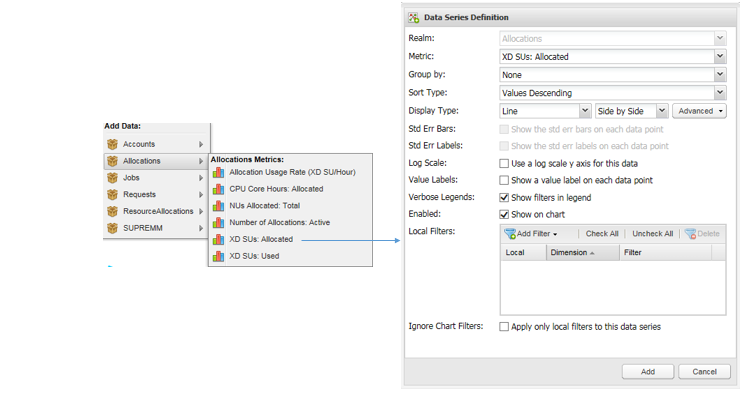 Add Data:
Accounts
Allocations
Jobs
Requests
ResourceAllocations
SUPREMM
Allocations Metrics:
Allocation Usage Rate (XD SU/Hour)
CPU Core Hours: Allocated
NUs Allocated: Total
Number of Allocations: Active
XD SUs: Allocated
XD SUs: Used
Data Series Definition
Realm: Allocations
Metric: XD SUs: Allocated
Group by: None
Sort Type: Values Descending
Display Type: Line Side by Side Advanced
Std Err Bars: Show the std err bars on each data point
Std Err Labels: Show the std err labels on each data point
Log Scale: Use a log scale y axis for this data
Value Labels: Show a value label on each data point
Verbose Legends: Show filters in legend
Enabled: Show on chart
Local Filters: Add Filter Check All Uncheck All Delete
Local Dimension Filter
Ignore Chart Filters: Apply only local filters to this data series
Add Cancel